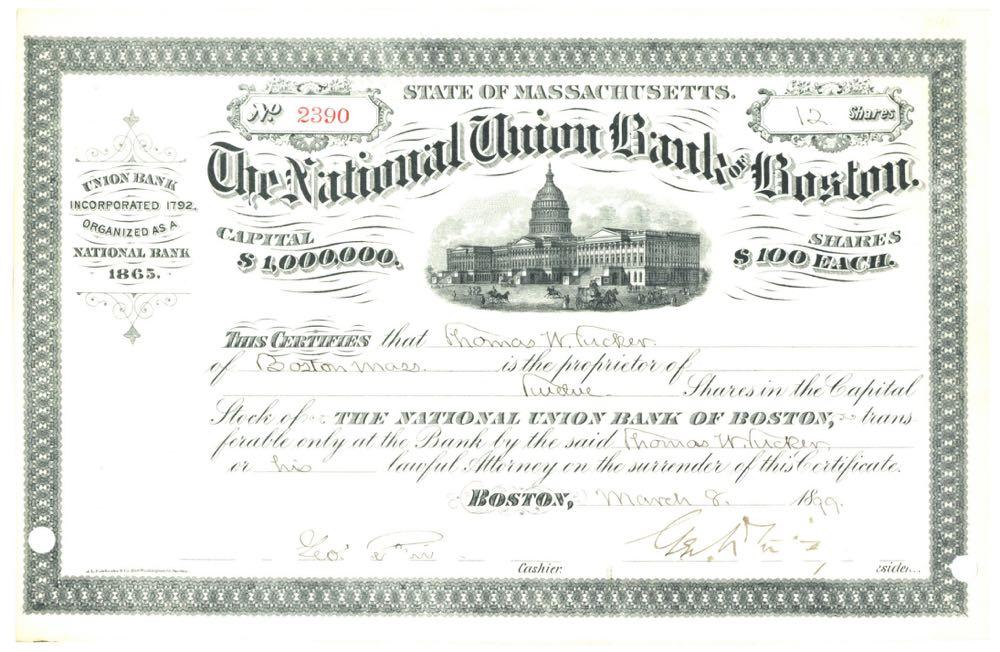 STATE OF MASSACHUSETTS.
No 2390
12 Shares
The National Union Bank OF Boston.
UNION BANK
INCORPORATED 1792.
ORGANIZED AS A
NATIONAL BANK
1865.
CAPITAL
$1,000,000.
SHARES
$100 EACH.
THIS CERTIFIES that Thomas W. Tucker
of Boston Mass. is the proprietor of
Twelve Shares in the Capital
Stock of THE NATIONAL UNION BANK OF BOSTON, trans
ferable only at the Bank by the said Thomas W. Tucker
or his lawful Attorney on the surrender of this Certificate.
BOSTON, March 8. 1899.
Geo.
Cashier.